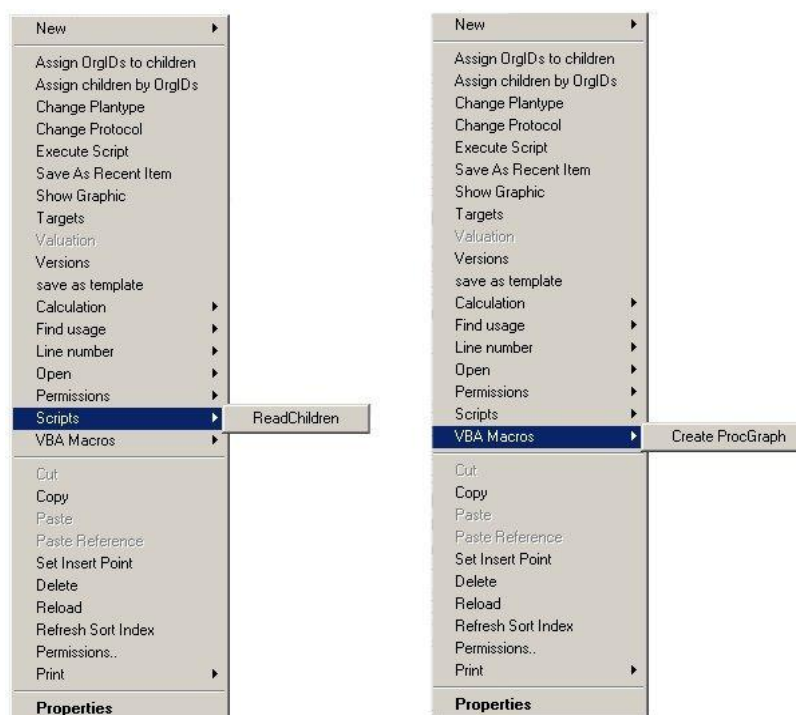 New
Assign OrgIDs to children
Assign children by OrgIDs
Change Plantype
Change Protocol
Execute Script
Save As Recent Item
Show Graphic
Targets
Valuation
Versions
save as template
Calculation
Find usage
Line number
Open
Permissions
Scripts
ReadChildren
VBA Macros
Cut
Copy
Paste
Paste Reference
Set Insert Point
Delete
Reload
Refresh Sort Index
Permissions..
Print
Properties
New
Assign OrgIDs to children
Assign children by OrgIDs
Change Plantype
Change Protocol
Execute Script
Save As Recent Item
Show Graphic
Targets
Valuation
Versions
save as template
Calculation
Find usage
Line number
Open
Permissions
Scripts
VBA Macros
Create ProcGraph
Cut
Copy
Paste
Paste Reference
Set Insert Point
Delete
Reload
Refresh Sort Index
Permissions..
Print
Properties